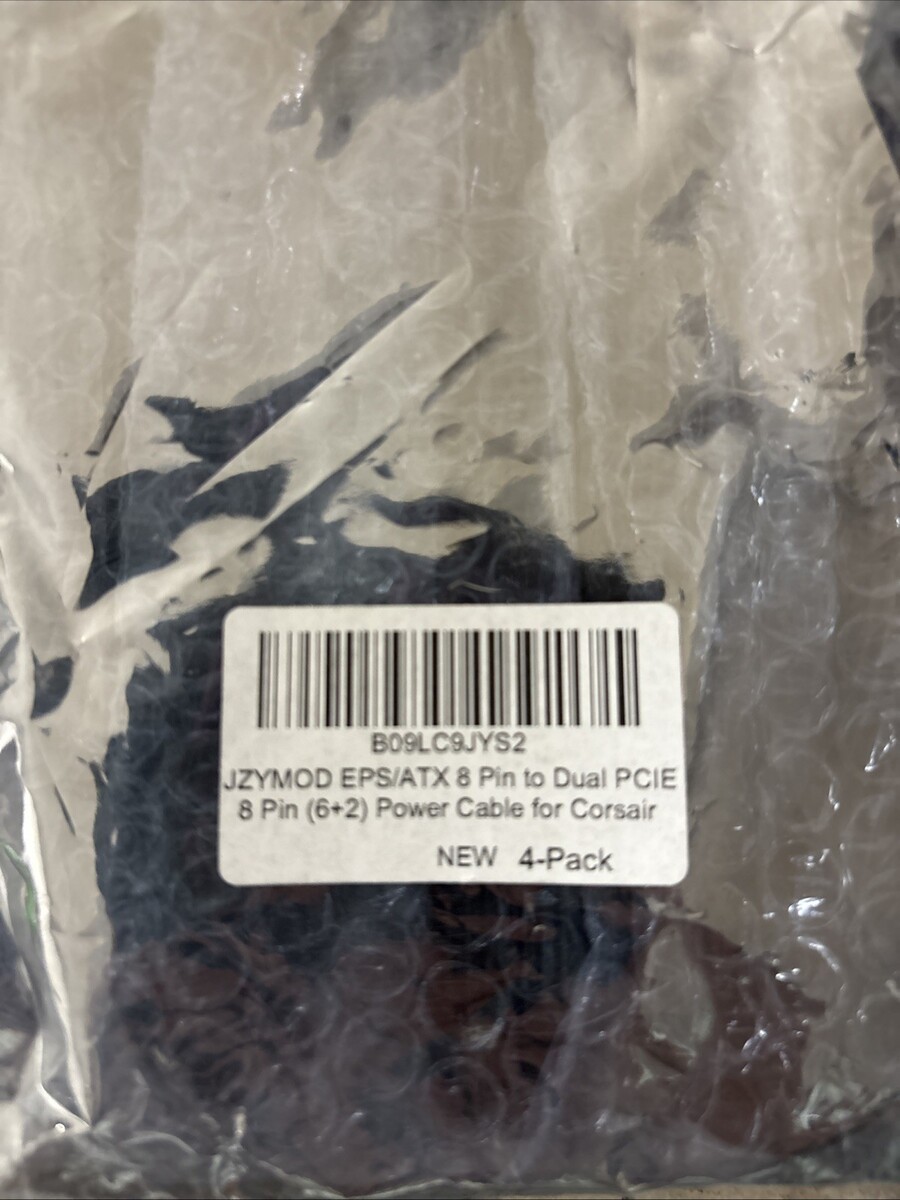 B09LC9JYS2
JZYMOD EPS/ATX 8 Pin to Dual PCIE
8 Pin (6+2) Power Cable for Corsair
NEW 4-Pack